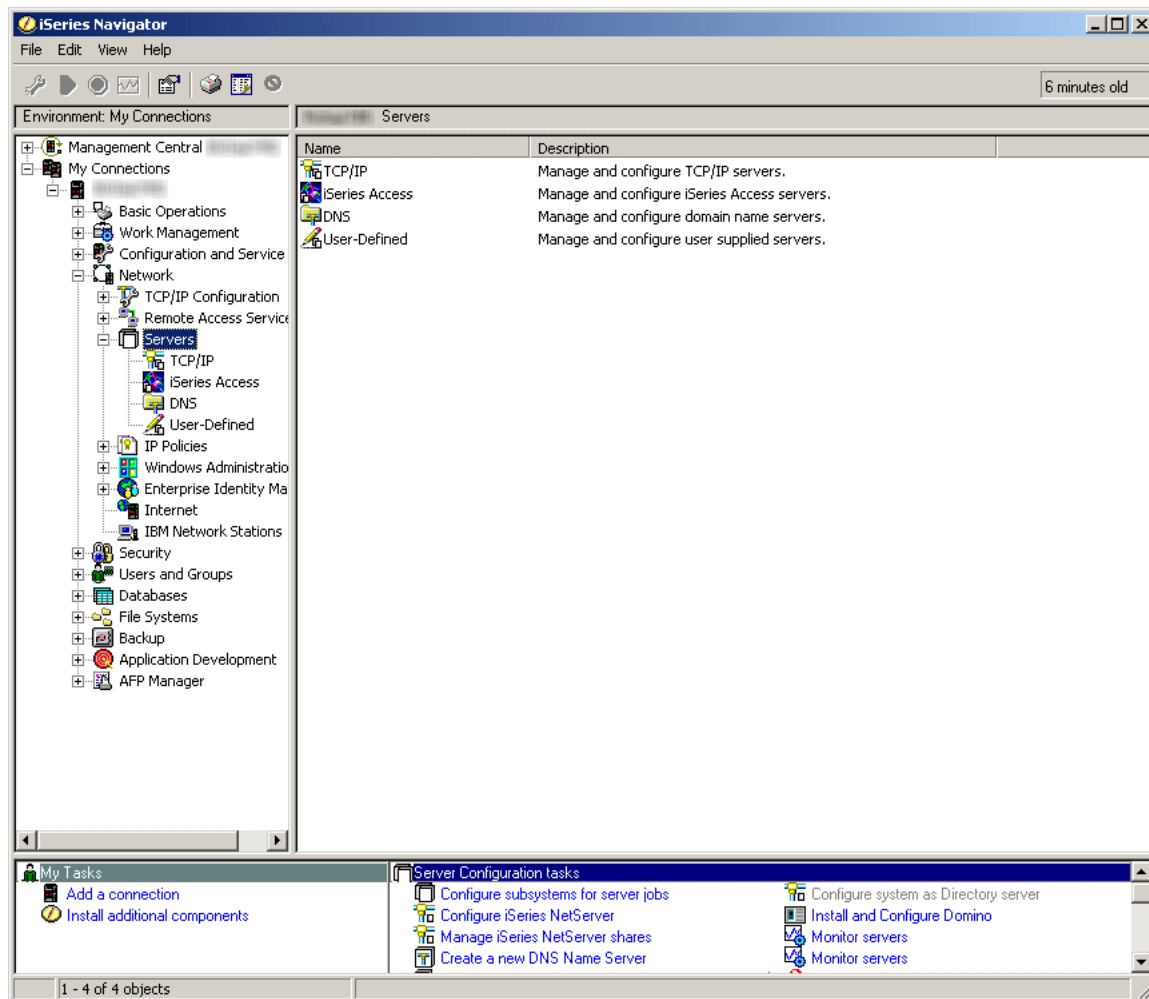 iSeries Navigator
File Edit View Help
6 minutes old
Environment: My Connections
Servers
Management Central
My Connections
Basic Operations
Work Management
Configuration and Service
Network
TCP/IP Configuration
Remote Access Service
Servers
TCP/IP
iSeries Access
DNS
User-Defined
IP Policies
Windows Administratio
Enterprise Identity Ma
Internet
IBM Network Stations
Security
Users and Groups
Databases
File Systems
Backup
Application Development
AFP Manager
Name Description
TCP/IP Manage and configure TCP/IP servers.
iSeries Access Manage and configure iSeries Access servers.
DNS Manage and configure domain name servers.
User-Defined Manage and configure user supplied servers.
My Tasks
Add a connection
Install additional components
Server Configuration tasks
Configure subsystems for server jobs
Configure iSeries NetServer
Manage iSeries NetServer shares
Create a new DNS Name Server
Configure system as Directory server
Install and Configure Domino
Monitor servers
Monitor servers
1 - 4 of 4 objects